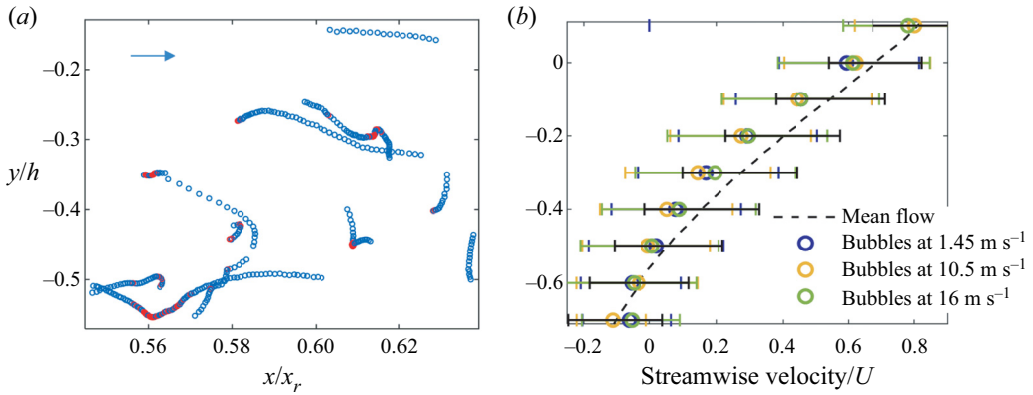 (a)
(b)
−0.2
−0.3
−0.4
−0.5
y/h
0.56
0.58
0.60
0.62
x/x_r
0
−0.2
−0.4
−0.6
Mean flow
Bubbles at 1.45 m s⁻¹
Bubbles at 10.5 m s⁻¹
Bubbles at 16 m s⁻¹
−0.2
0
0.2
0.4
0.6
0.8
Streamwise velocity/U